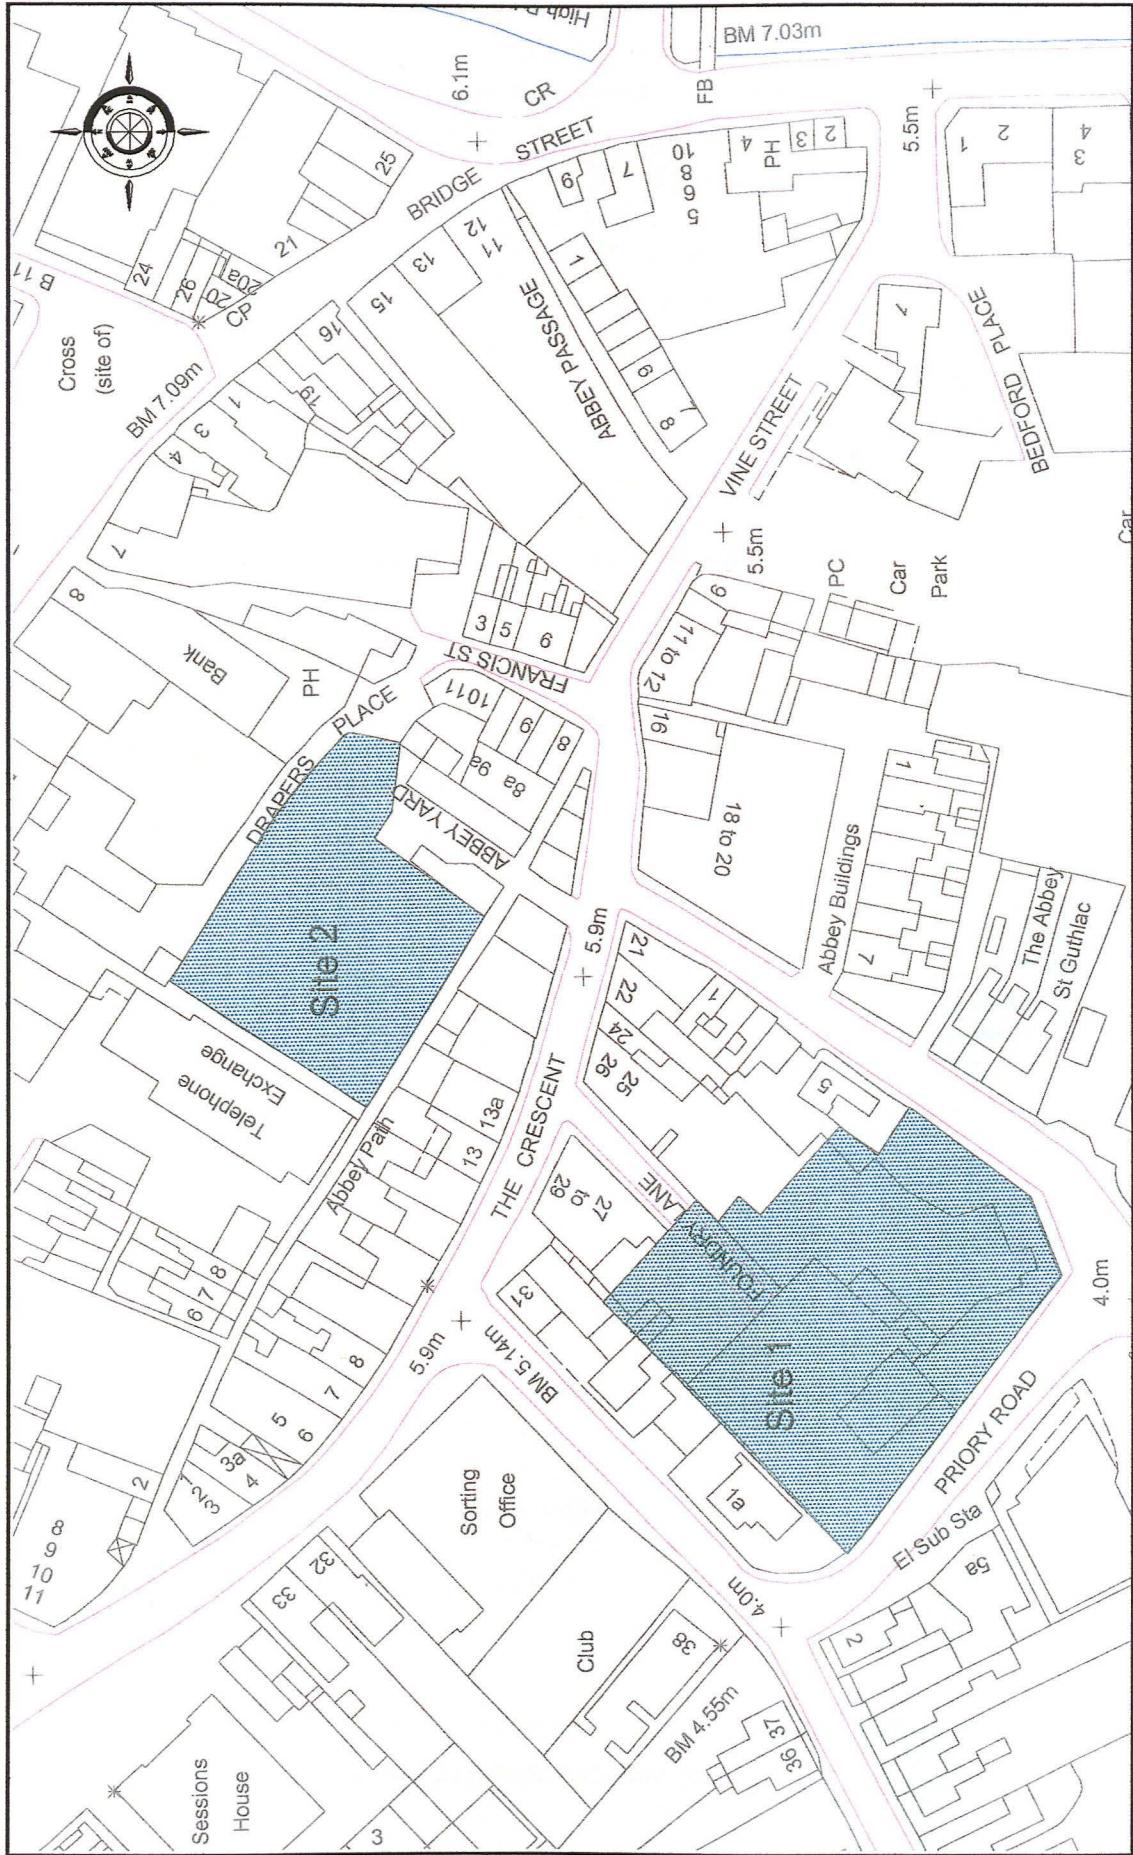 Sessions
House
3
11
10
9
8
2
1
2
3
3a
4
5
6
7
8
6
7
8
Telephone
Exchange
Abbey Path
Site 2
DRAPERS
PLACE
Bank
8
PH
7
4
3
1
79
16
BM 7.09m
Cross
(site of)
B 11
24
26
20
20a
CP
21
25
BRIDGE
STREET
6.1m
CR
FB
BM 7.03m
15
13
12
11
ABBEY PASSAGE
1
6
7
8
9
7
10
8
6
5
4
PH
3
2
5.5m
1
2
3
4
FRANCIS ST
3
5
6
1011
9
8
9a
8a
ABBEY YARD
VINE STREET
5.5m
BEDFORD
PLACE
1
PC
Car
Park
Car
9
11 to 12
16
18 to 20
Abbey Buildings
1
7
The Abbey
St Guthlac
5.9m
THE CRESCENT
13
13a
5.9m
BM 5.14m
21
22
24
25
26
1
5
27
to
29
31
FOUNDRY
LANE
Site 1
1a
PRIORY ROAD
4.0m
El Sub Sta
5a
2
4.0m
Sorting
Office
32
33
Club
38
BM 4.55m
36
37